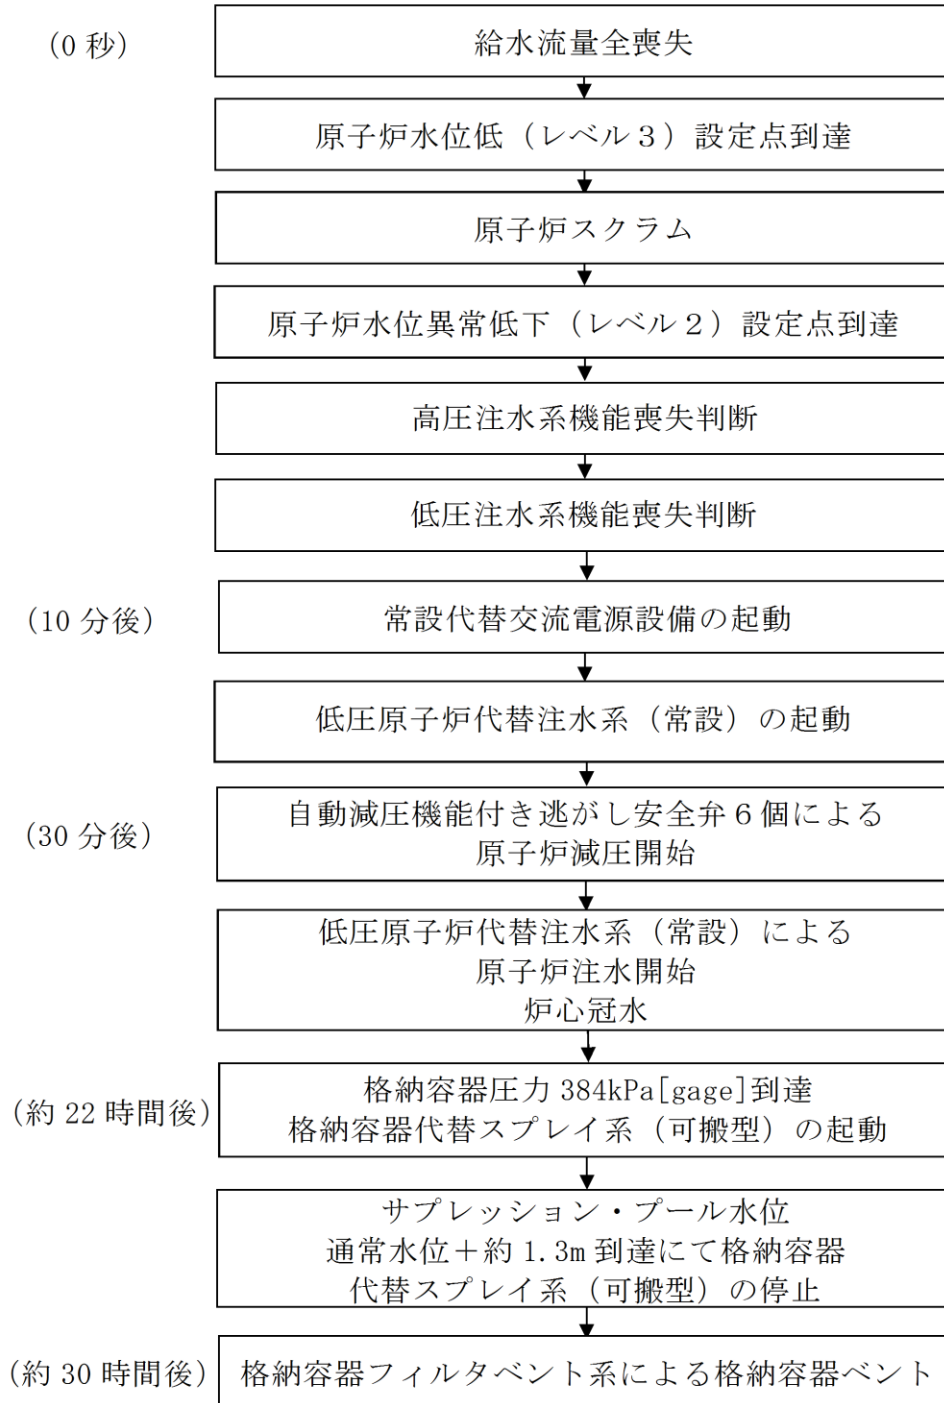 (0 秒)
給水流量全喪失
原子炉水位低（レベル３）設定点到達
原子炉スクラム
原子炉水位異常低下（レベル２）設定点到達
高圧注水系機能喪失判断
低圧注水系機能喪失判断
(10 分後)
常設代替交流電源設備の起動
低圧原子炉代替注水系（常設）の起動
(30 分後)
自動減圧機能付き逃がし安全弁６個による
原子炉減圧開始
低圧原子炉代替注水系（常設）による
原子炉注水開始
炉心冠水
(約 22 時間後)
格納容器圧力 384kPa[gage]到達
格納容器代替スプレイ系（可搬型）の起動
サプレッション・プール水位
通常水位＋約 1.3m 到達にて格納容器
代替スプレイ系（可搬型）の停止
(約 30 時間後)
格納容器フィルタベント系による格納容器ベント